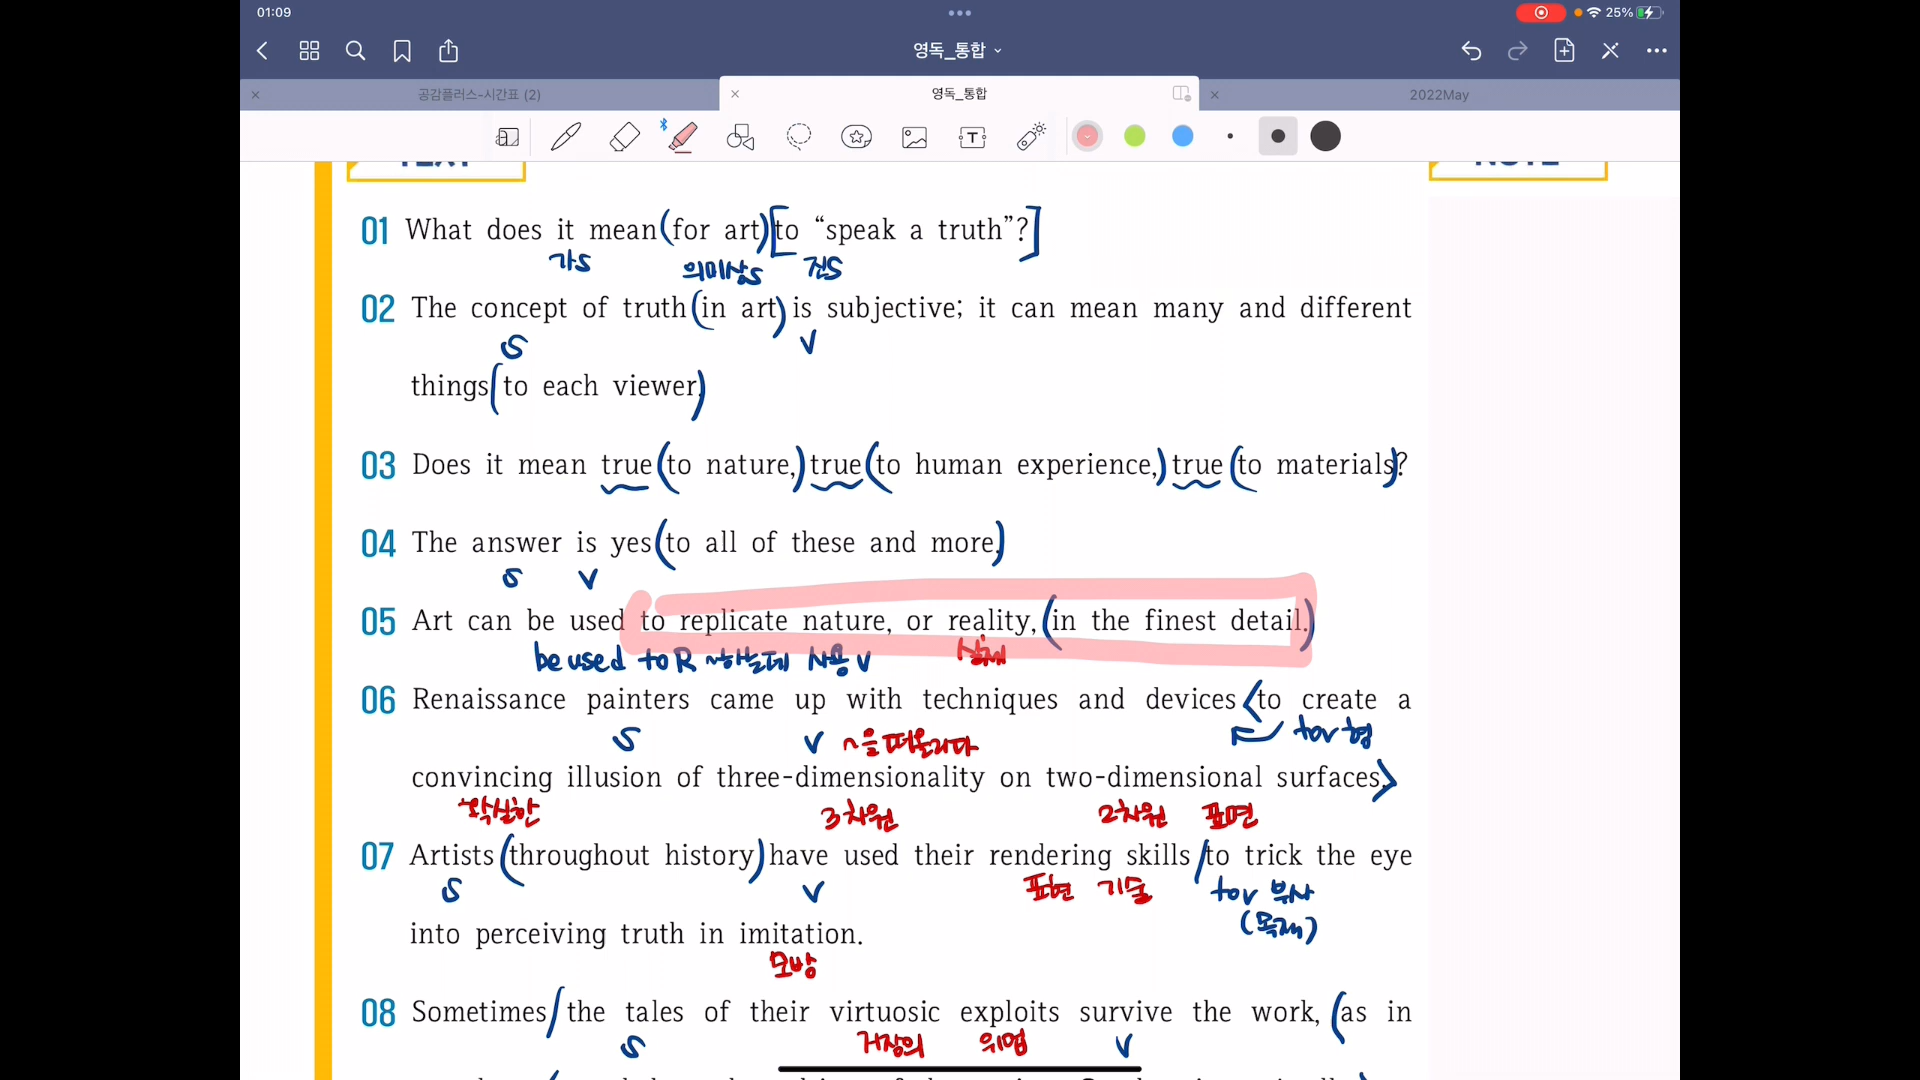 01:09
25%
영독_통합
공감플러스-시간표 (2)
영독_통합
2022May
01 What does it mean (for art) [to “speak a truth”?]
가S 의미상S 진S
02 The concept of truth (in art) is subjective; it can mean many and different
S V
things (to each viewer.)
03 Does it mean true (to nature,) true (to human experience,) true (to materials)?
04 The answer is yes (to all of these and more.)
S V
05 Art can be used to replicate nature, or reality, (in the finest detail.)
be used to R ~하는데 사용 V 실제
06 Renaissance painters came up with techniques and devices <to create a
S V ~을 떠올리다 toV 형
convincing illusion of three-dimensionality on two-dimensional surfaces.>
확실한 3차원 2차원 표면
07 Artists (throughout history) have used their rendering skills / to trick the eye
S V 표현 기술 toV 부사
(목적)
into perceiving truth in imitation.
모방
08 Sometimes / the tales of their virtuosic exploits survive the work, (as in
S 거장의 위업 V